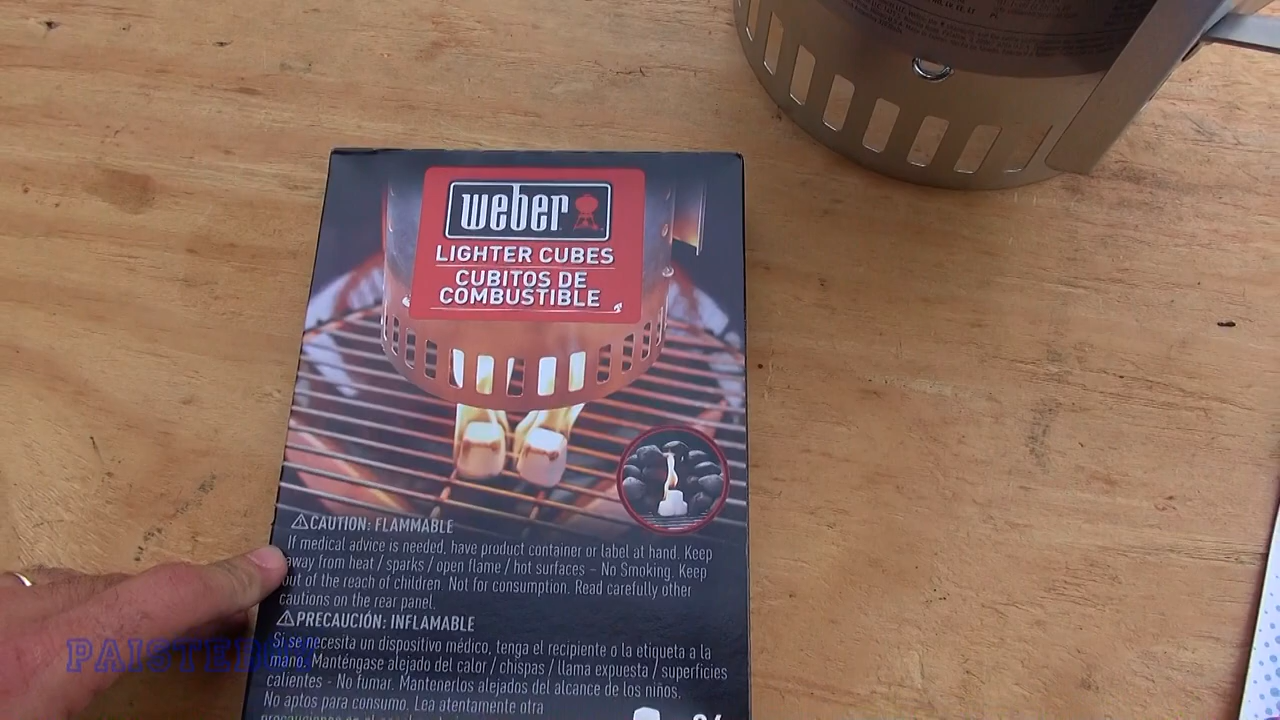 weber
LIGHTER CUBES
CUBITOS DE
COMBUSTIBLE
CAUTION: FLAMMABLE
If medical advice is needed, have product container or label at hand. Keep
away from heat / sparks / open flame / hot surfaces – No Smoking. Keep
out of the reach of children. Not for consumption. Read carefully other
cautions on the rear panel.
PRECAUCIÓN: INFLAMABLE
Si se necesita un dispositivo médico, tenga el recipiente o la etiqueta a la
mano. Manténgase alejado del calor / chispas / llama expuesta / superficies
calientes - No fumar. Mantenerlos alejados del alcance de los niños.
No aptos para consumo. Lea atentamente otra